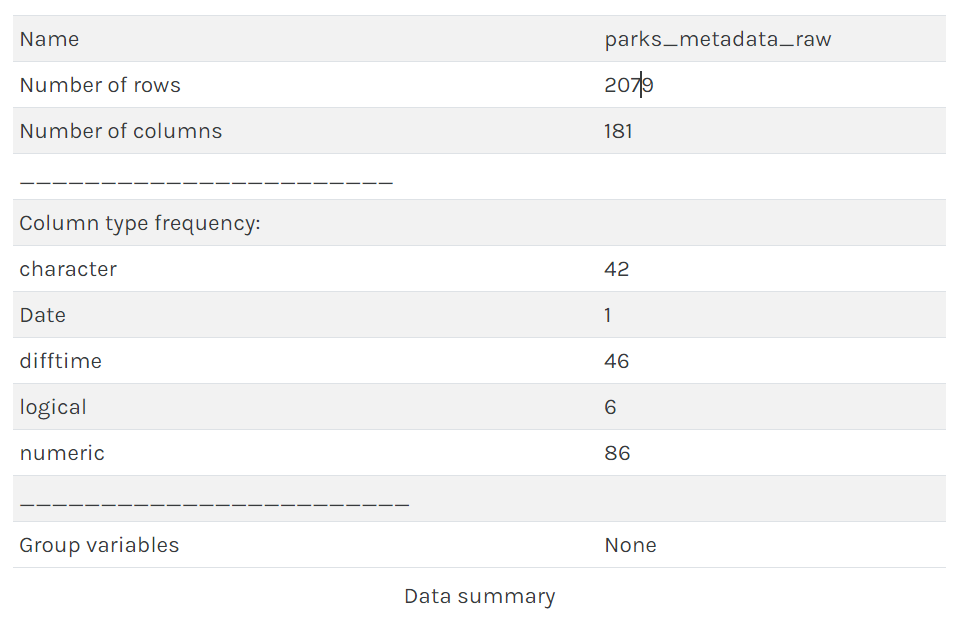 Name parks_metadata_raw
Number of rows 2079
Number of columns 181
_______________________
Column type frequency:
character 42
Date 1
difftime 46
logical 6
numeric 86
________________________
Group variables None
Data summary